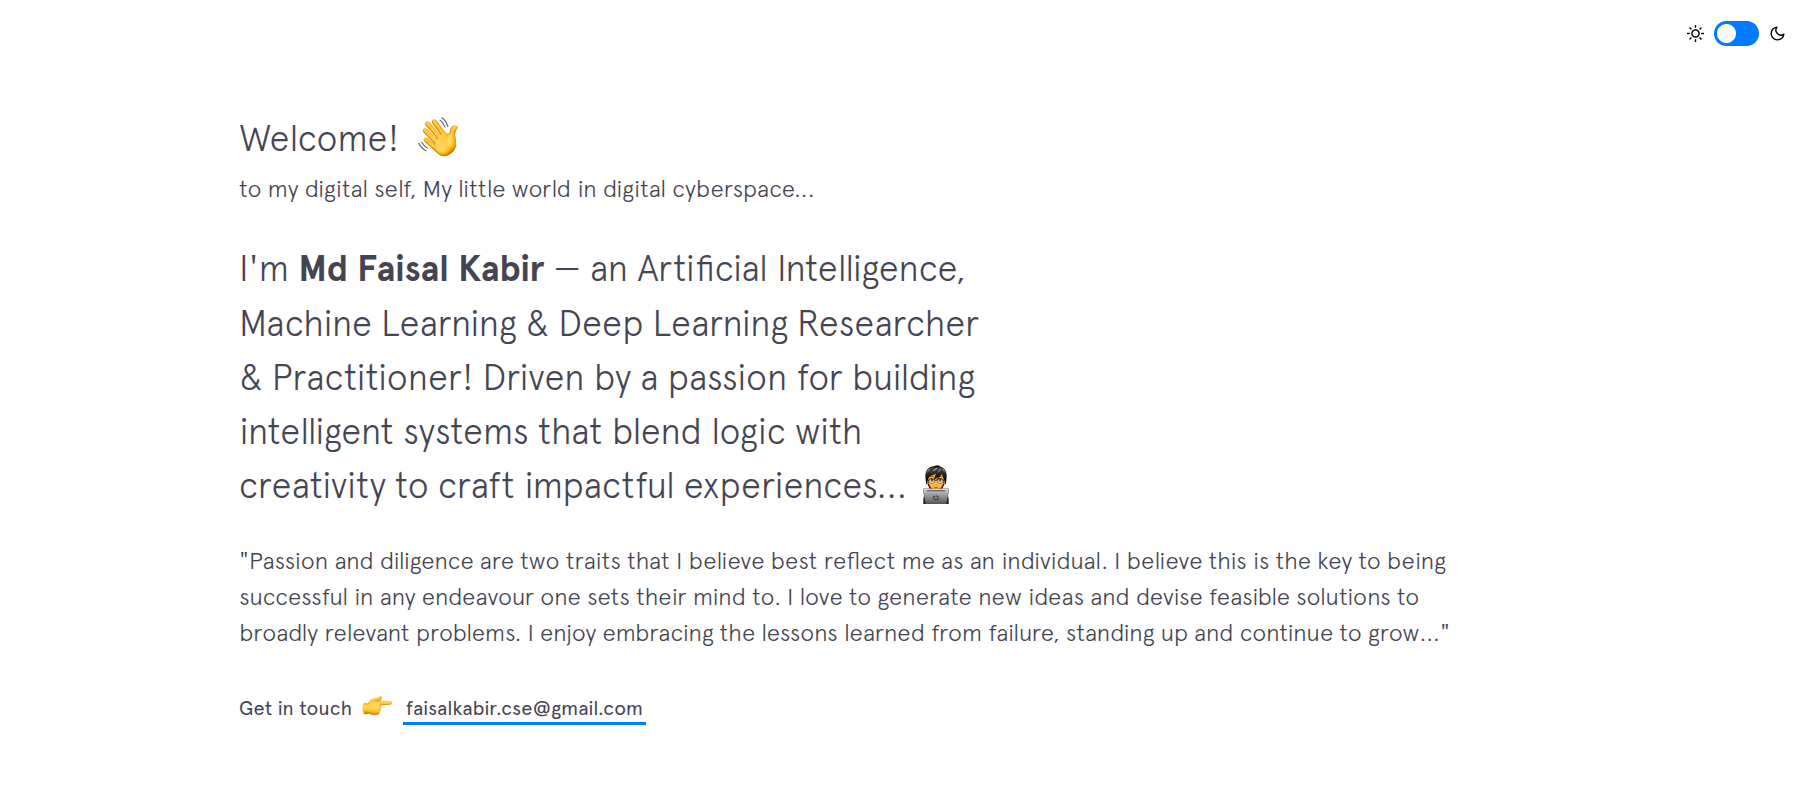 Welcome! 👋
to my digital self, My little world in digital cyberspace...
I'm Md Faisal Kabir — an Artificial Intelligence,
Machine Learning & Deep Learning Researcher
& Practitioner! Driven by a passion for building
intelligent systems that blend logic with
creativity to craft impactful experiences... 👨‍💻
"Passion and diligence are two traits that I believe best reflect me as an individual. I believe this is the key to being
successful in any endeavour one sets their mind to. I love to generate new ideas and devise feasible solutions to
broadly relevant problems. I enjoy embracing the lessons learned from failure, standing up and continue to grow..."
Get in touch 👉 faisalkabir.cse@gmail.com